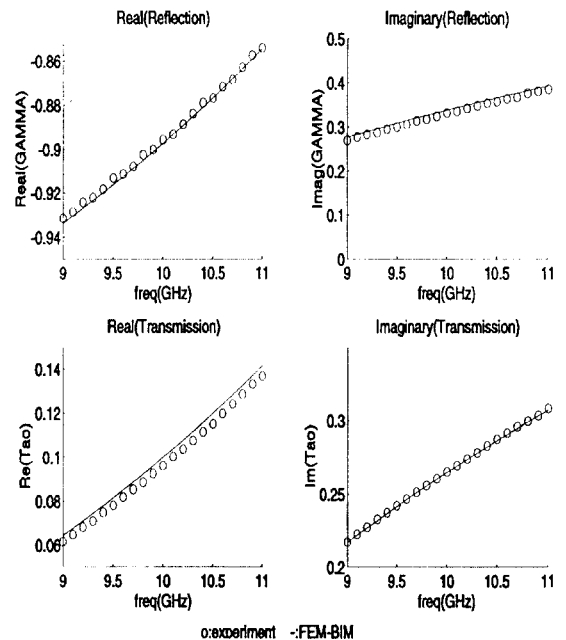 Real(Reflection)
Imaginary(Reflection)
Real(GAMMA)
-0.86
-0.88
-0.9
-0.92
-0.94
9 9.5 10 10.5 11
freq(GHz)
Imag(GAMMA)
0.5
0.4
0.3
0.2
0.1
0
9 9.5 10 10.5 11
freq(GHz)
Real(Transmission)
Imaginary(Transmission)
Re(Tao)
0.14
0.12
0.1
0.08
0.06
9 9.5 10 10.5 11
freq(GHz)
Im(Tao)
0.3
0.25
0.2
9 9.5 10 10.5 11
freq(GHz)
o:experiment -:FEM-BIM